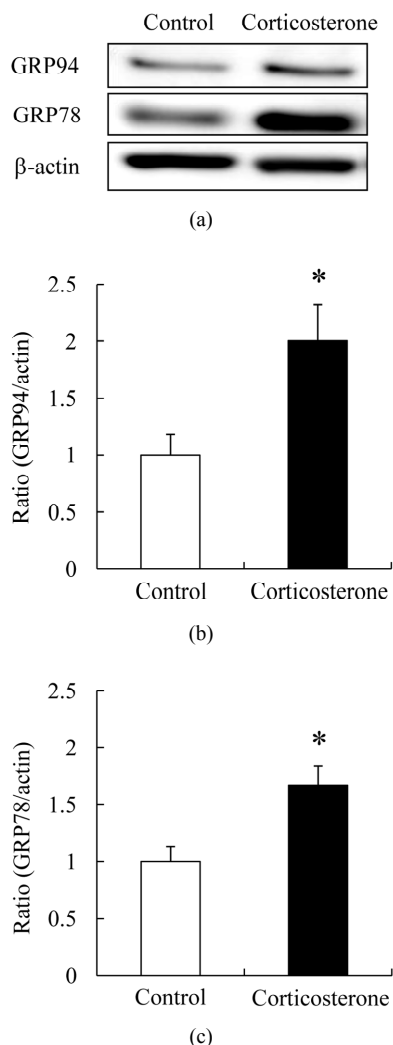 Control Corticosterone
GRP94
GRP78
β-actin
(a)
Ratio (GRP94/actin)
2.5
2
1.5
1
0.5
0
*
Control Corticosterone
(b)
Ratio (GRP78/actin)
2.5
2
1.5
1
0.5
0
*
Control Corticosterone
(c)